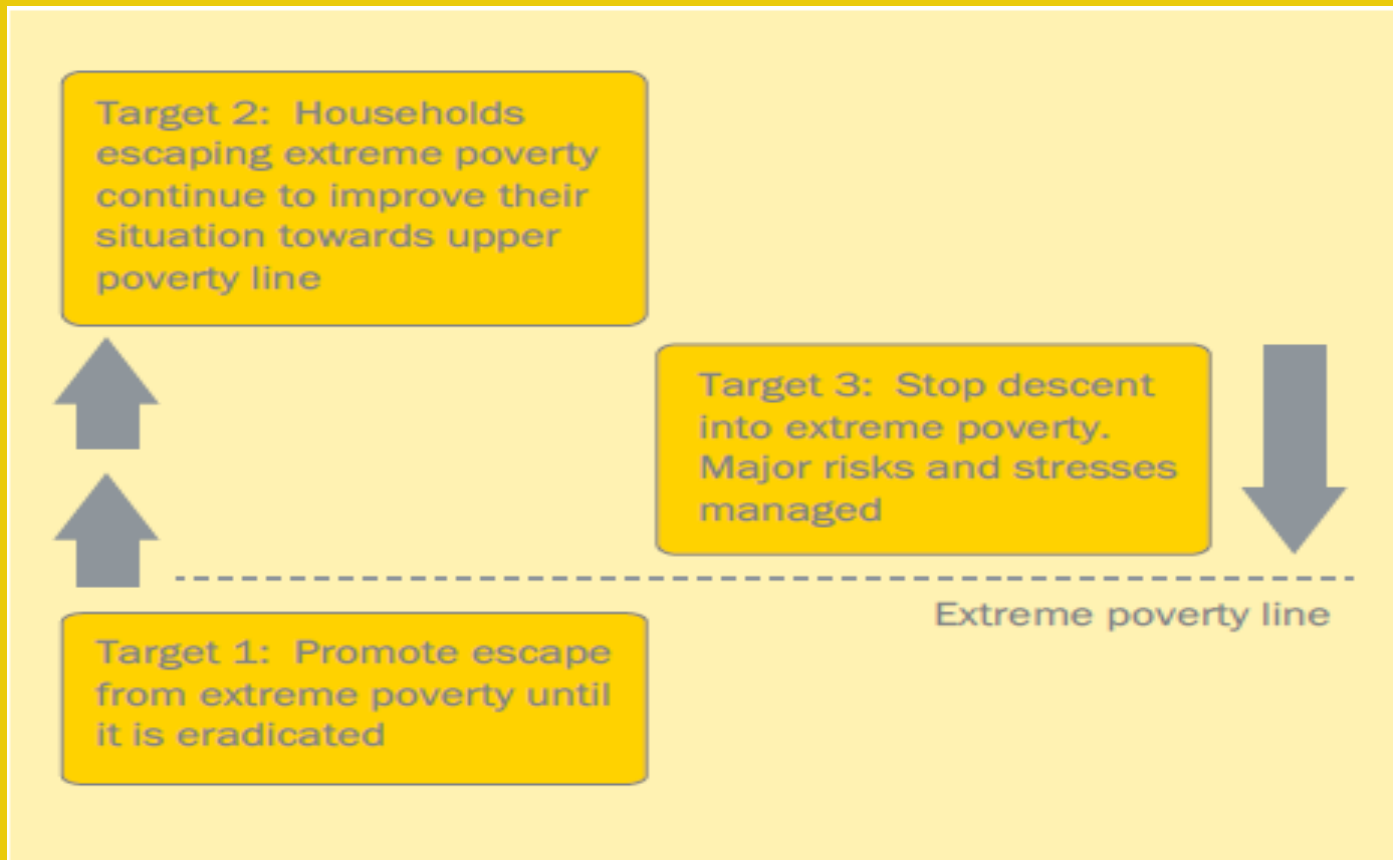 Target 2: Households
escaping extreme poverty
continue to improve their
situation towards upper
poverty line
Target 3: Stop descent
into extreme poverty.
Major risks and stresses
managed
Extreme poverty line
Target 1: Promote escape
from extreme poverty until
it is eradicated